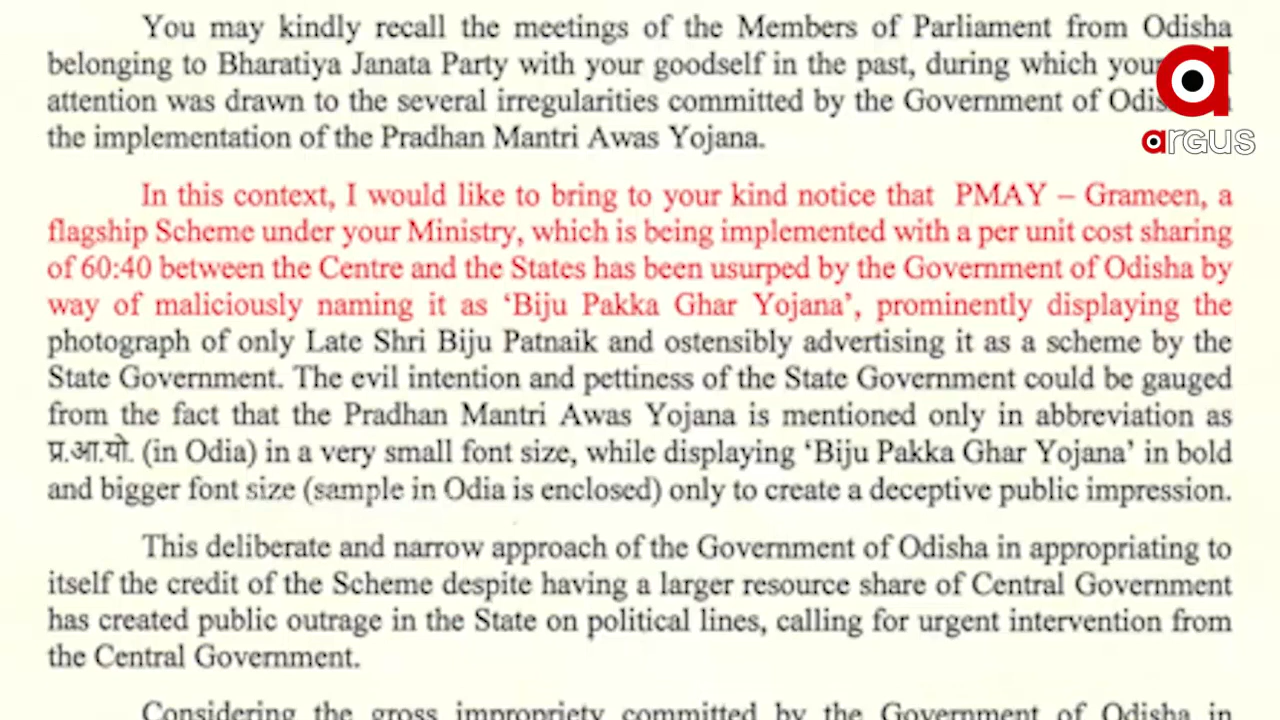 You may kindly recall the meetings of the Members of Parliament from Odisha
belonging to Bharatiya Janata Party with your goodself in the past, during which your
attention was drawn to the several irregularities committed by the Government of
the implementation of the Pradhan Mantri Awas Yojana.
argus
In this context, I would like to bring to your kind notice that PMAY – Grameen, a
flagship Scheme under your Ministry, which is being implemented with a per unit cost sharing
of 60:40 between the Centre and the States has been usurped by the Government of Odisha by
way of maliciously naming it as ‘Biju Pakka Ghar Yojana’, prominently displaying the
photograph of only Late Shri Biju Patnaik and ostensibly advertising it as a scheme by the
State Government. The evil intention and pettiness of the State Government could be gauged
from the fact that the Pradhan Mantri Awas Yojana is mentioned only in abbreviation as
प्र.आ.यो. (in Odia) in a very small font size, while displaying ‘Biju Pakka Ghar Yojana’ in bold
and bigger font size (sample in Odia is enclosed) only to create a deceptive public impression.
This deliberate and narrow approach of the Government of Odisha in appropriating to
itself the credit of the Scheme despite having a larger resource share of Central Government
has created public outrage in the State on political lines, calling for urgent intervention from
the Central Government.
Considering the gross impropriety committed by the Government of Odisha in